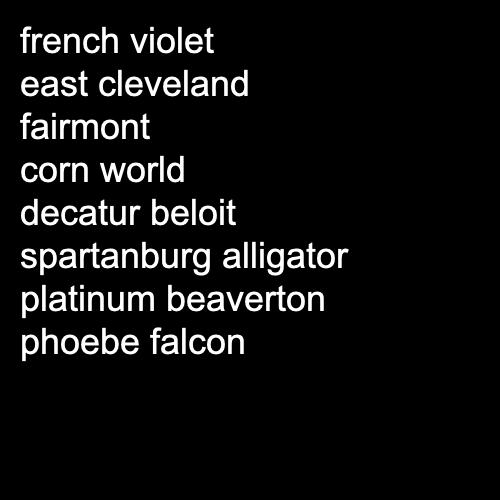 french violet
east cleveland
fairmont
corn world
decatur beloit
spartanburg alligator
platinum beaverton
phoebe falcon